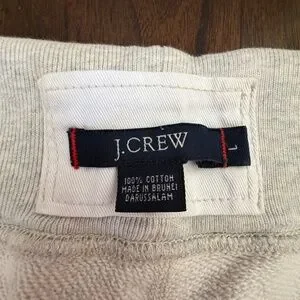 J.CREW
L
100% COTTON
MADE IN BRUNEI
DARUSSALAM